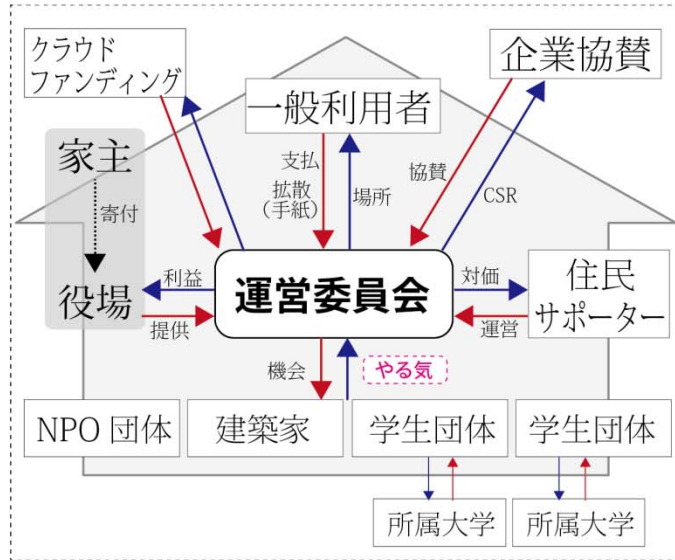 クラウド
ファンディング
企業協賛
一般利用者
家主
支払
拡散
（手紙）
場所
協賛
CSR
寄付
役場
利益
提供
運営委員会
対価
運営
住民
サポーター
機会
やる気
NPO 団体
建築家
学生団体
学生団体
所属大学
所属大学